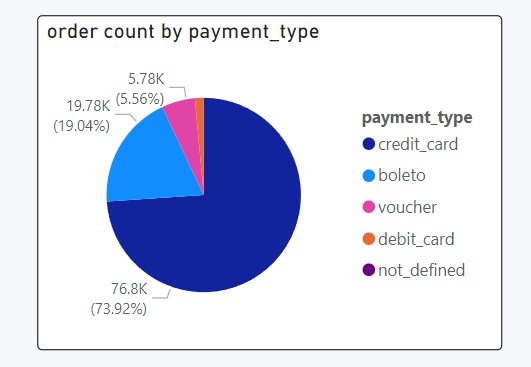 order count by payment_type
5.78K
(5.56%)
19.78K
(19.04%)
76.8K
(73.92%)
payment_type
credit_card
boleto
voucher
debit_card
not_defined